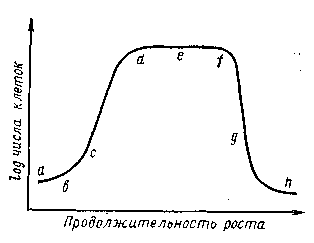 log числа клеток
d e f
g
c
a
в
h
Продолжительность роста